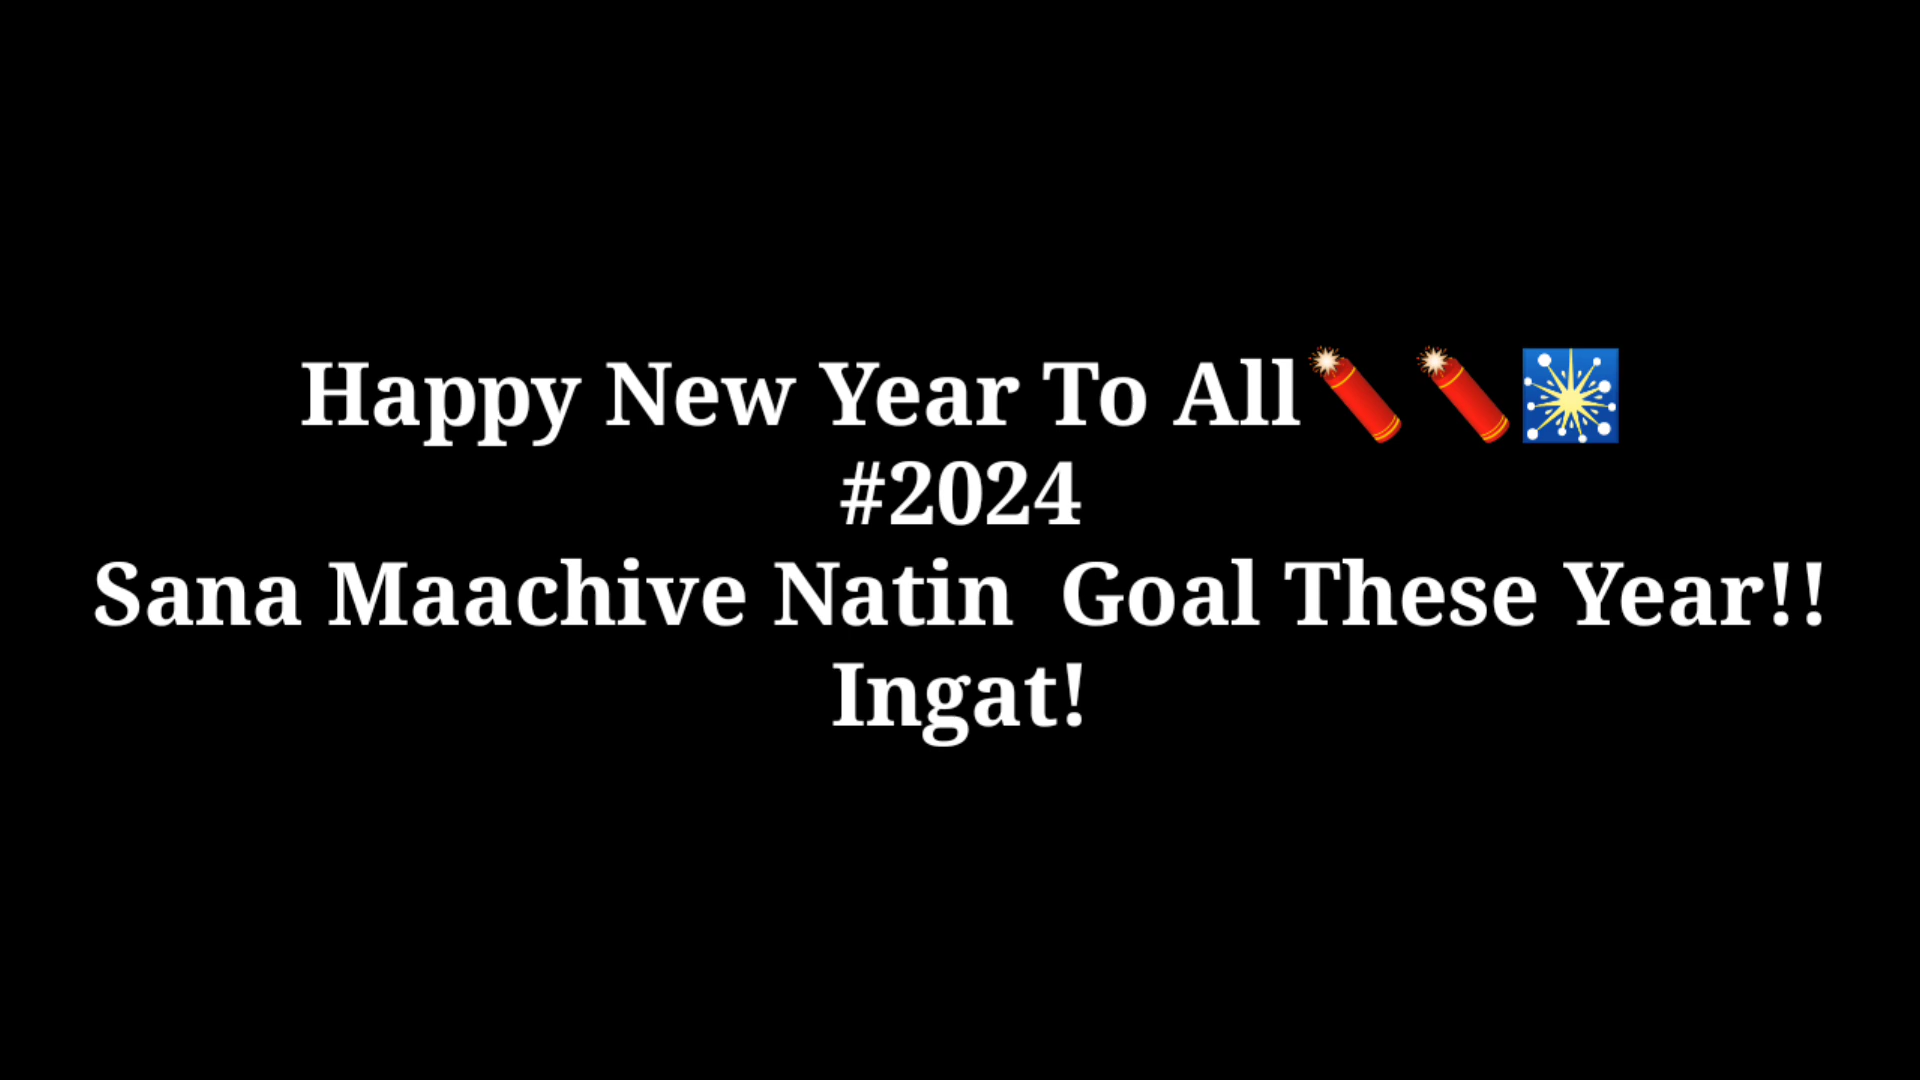 Happy New Year To All🧨🧨🎆
#2024
Sana Maachive Natin  Goal These Year!!
Ingat!